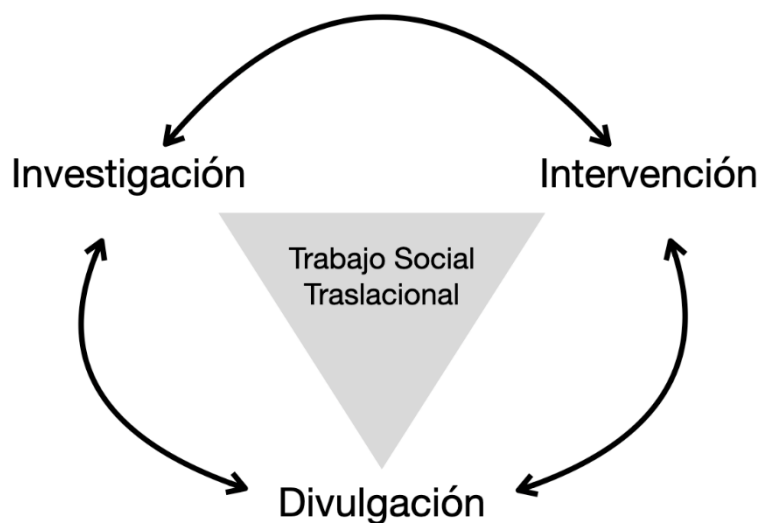 Investigación
Intervención
Trabajo Social
Traslacional
Divulgación